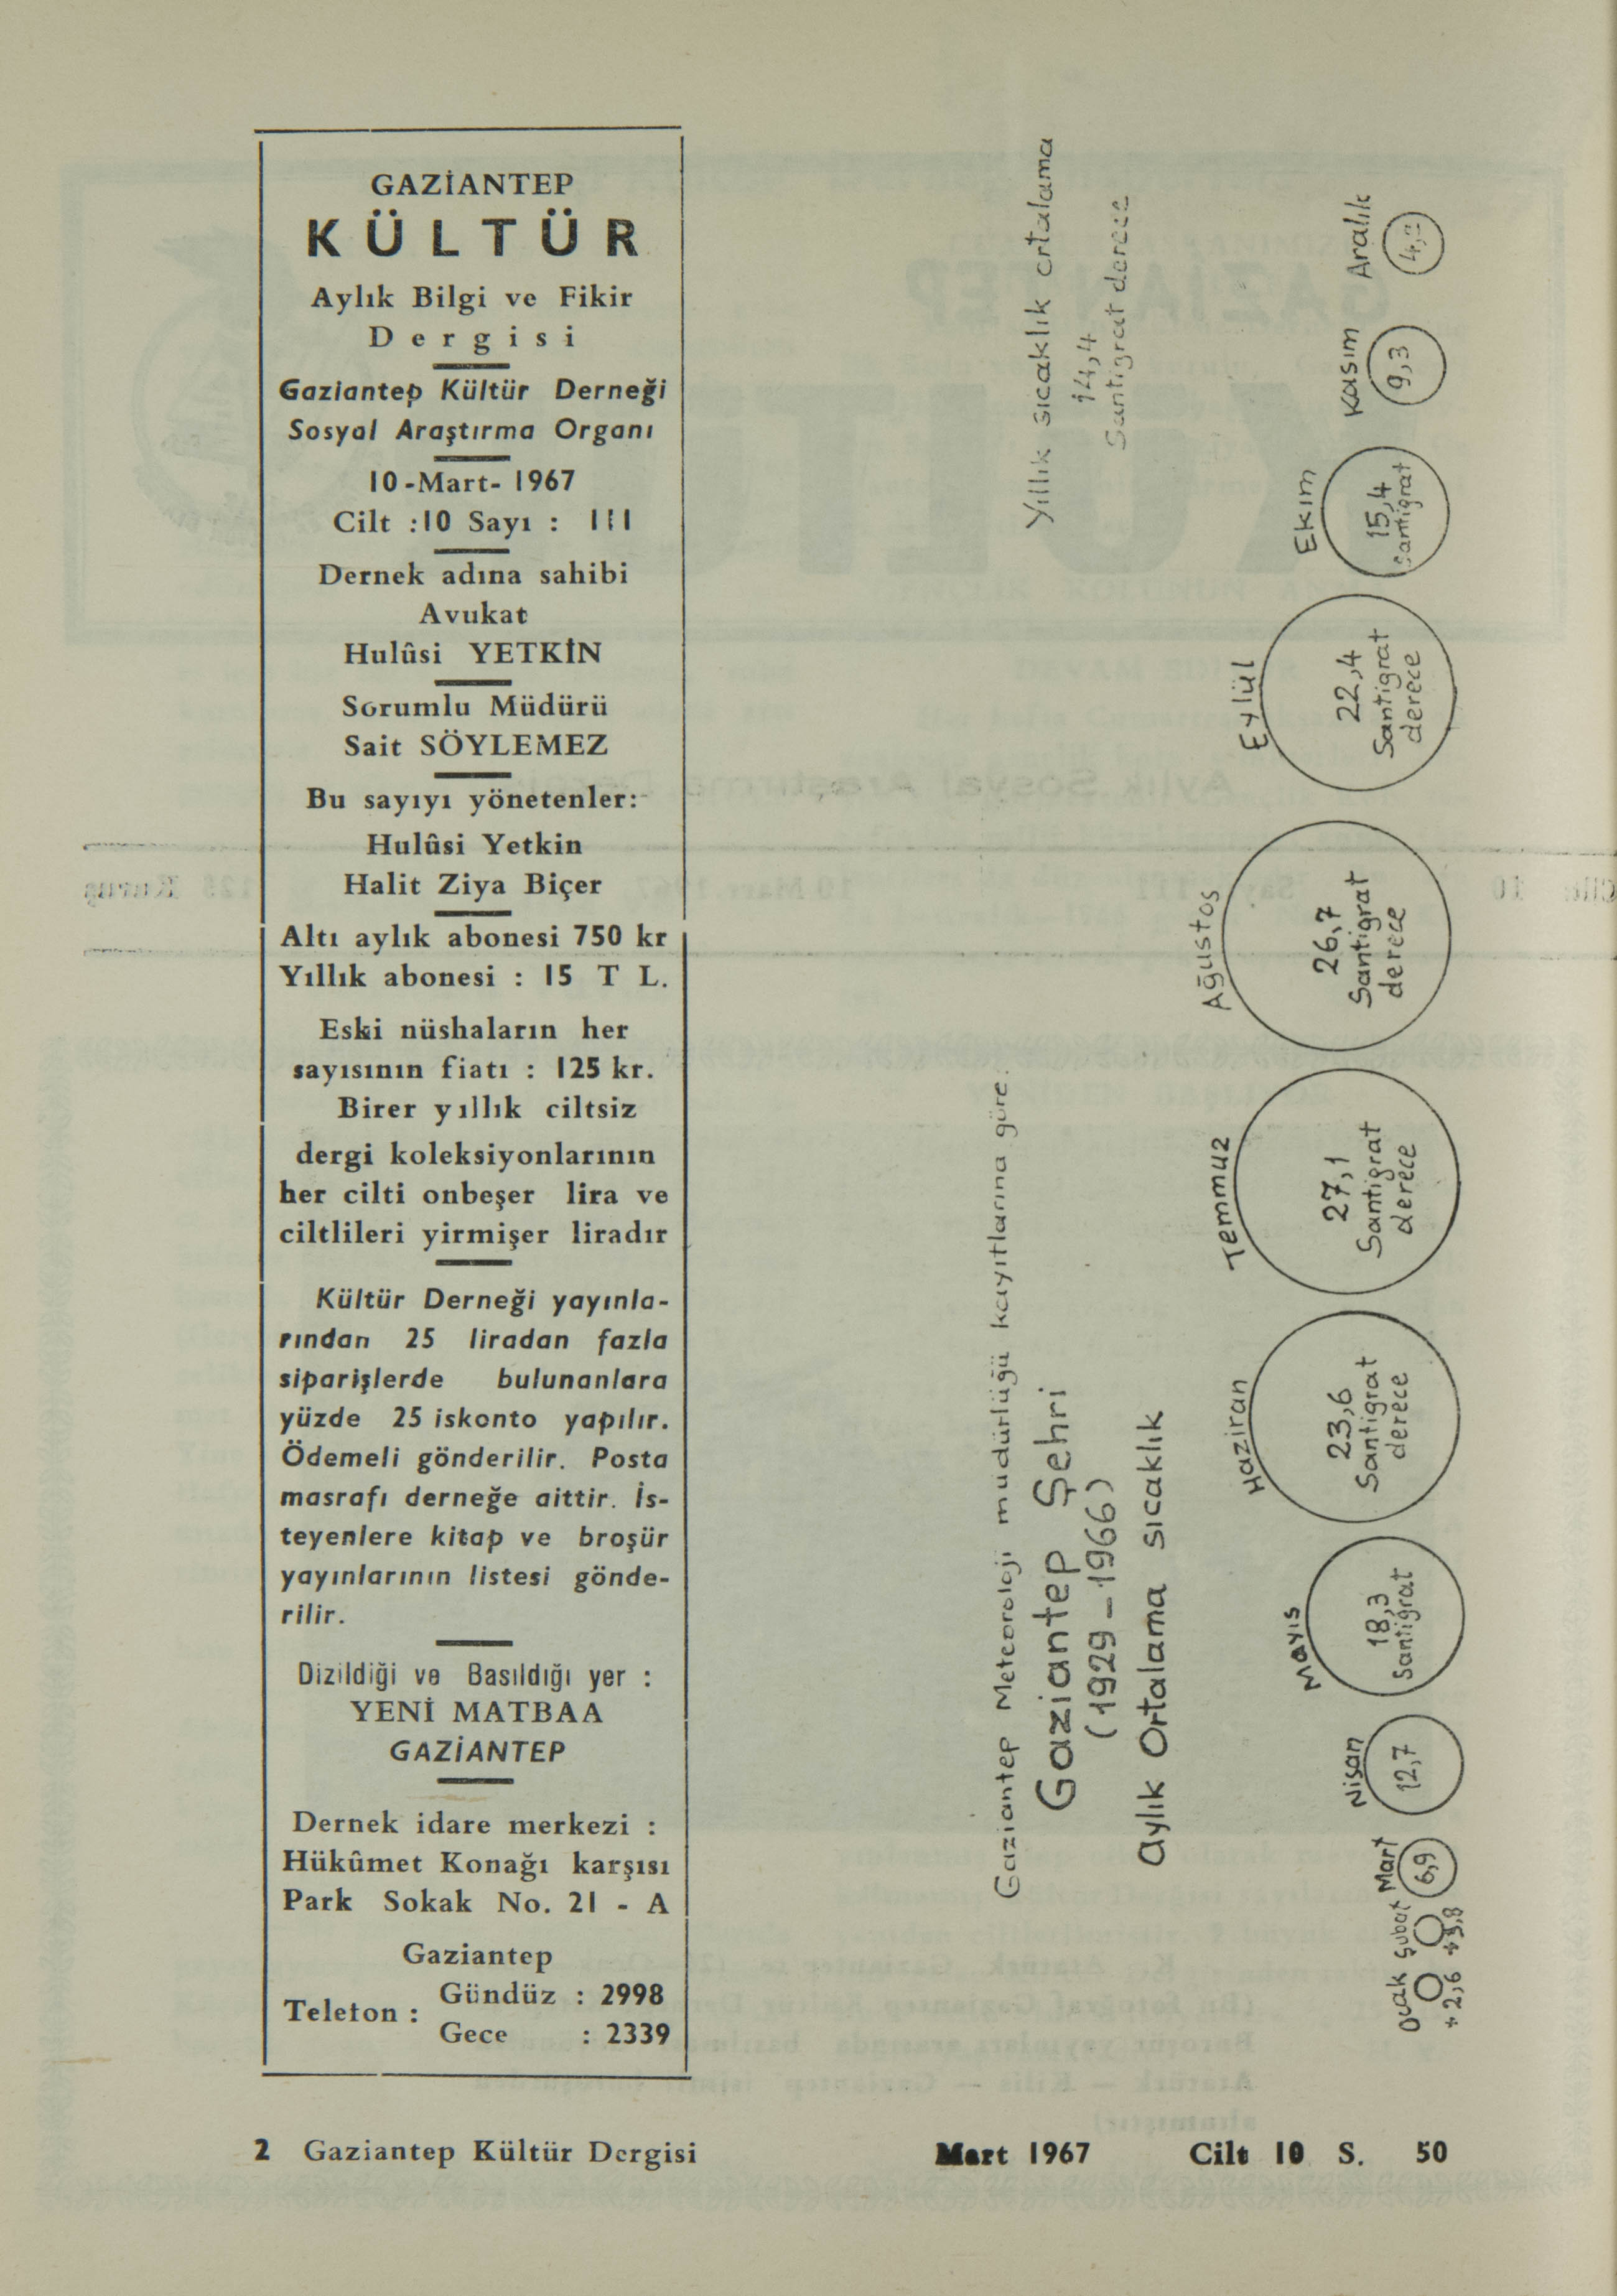 GAZİANTEP
KÜLTÜR
Aylık Bilgi ve Fikir
Dergisi
Gaziantep Kültür Derneği
Sosyal Araştırma Organı
10-Mart-1967
Cilt :10 Sayı : 111
Dernek adına sahibi
Avukat
Hulûsi YETKİN
Sorumlu Müdürü
Sait SÖYLEMEZ
Bu sayıyı yönetenler:-
Hulûsi Yetkin
Halit Ziya Biçer
Altı aylık abonesi 750 kr
Yıllık abonesi : 15 T L.
Eski nüshaların her
sayısının fiatı : 125 kr.
Birer yıllık ciltsiz
dergi koleksiyonlarının
her cilti onbeşer lira ve
ciltlileri yirmişer liradır
Kültür Derneği yayınla-
rından 25 liradan fazla
siparişlerde bulunanlara
yüzde 25 iskonto yapılır.
Ödemeli gönderilir. Posta
masrafı derneğe aittir. İs-
teyenlere kitap ve broşür
yayınlarının listesi gönde-
rilir.
Dizildiği ve Basıldığı yer :
YENİ MATBAA
GAZİANTEP
Dernek idare merkezi :
Hükûmet Konağı karşısı
Park Sokak No. 21 - A
Gaziantep
Teleton : Gündüz : 2998
Gece : 2339
Gaziantep Meteoroloji müdürlüğü kayıtlarına göre:
Gaziantep Şehri
(1929-1966)
Aylık Ortalama sıcaklık
Yıllık sıcaklık ortalama
14,4
Santigrat derece
Ocak
+2,6
Şubat
+3,8
Mart
6,9
Nisan
12,7
Mayıs
18,3
Santigrat
Haziran
23,6
Santigrat
derece
Temmuz
27,1
Santigrat
derece
Ağustos
26,7
Santigrat
derece
Eylül
22,4
Santigrat
derece
Ekim
15,4
Santigrat
Kasım
9,3
Aralık
2 Gaziantep Kültür Dergisi Mart 1967 Cilt 10 S. 50